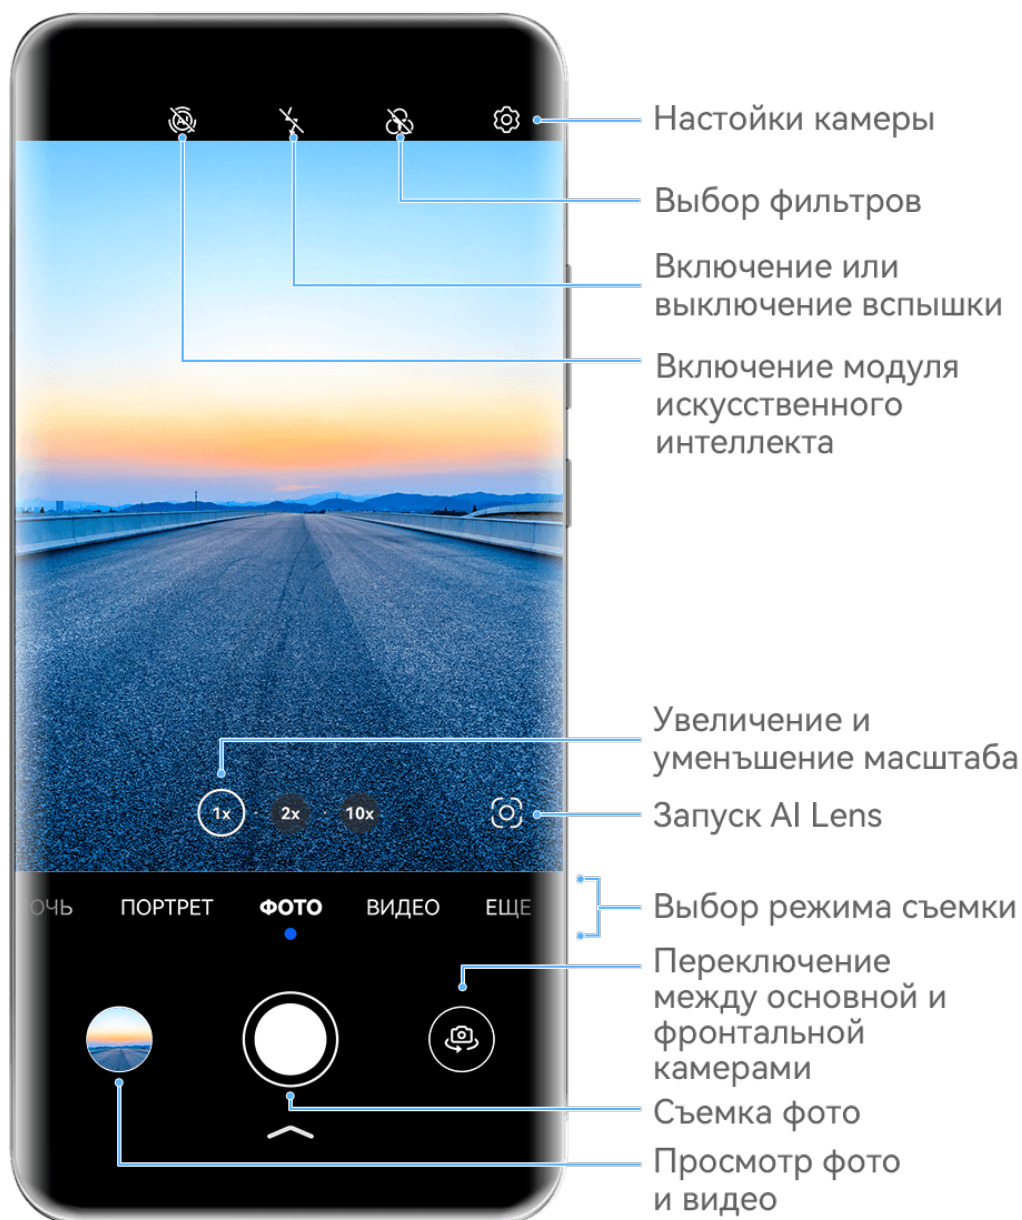 AI
Настойки камеры
Выбор фильтров
Включение или
выключение вспышки
Включение модуля
искусственного
интеллекта
Увеличение и
уменъшение масштаба
1x
2x
10x
Запуск AI Lens
ОЧЬ
ПОРТРЕТ
ФОТО
ВИДЕО
ЕЩЕ
Выбор режима съемки
Переключение
между основной и
фронтальной
камерами
Съемка фото
Просмотр фото
и видео